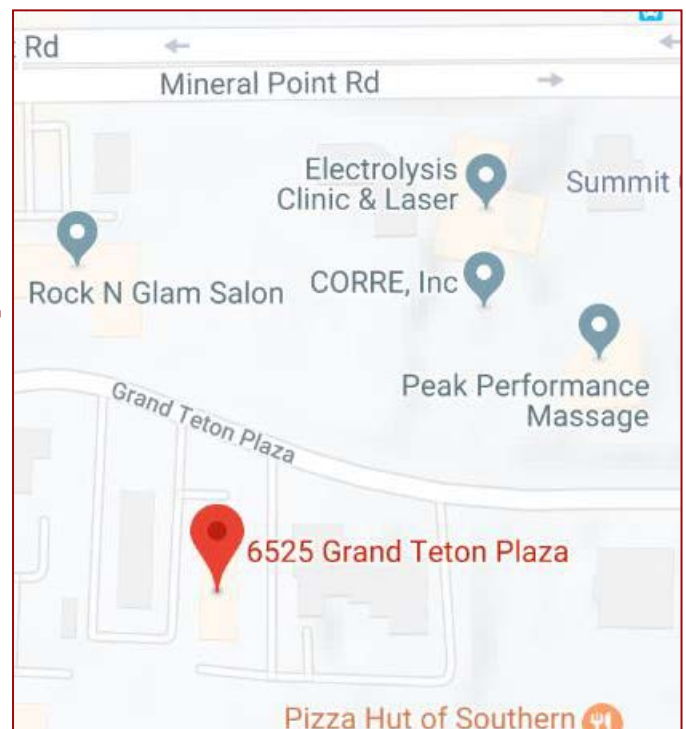 Rd
Mineral Point Rd
Electrolysis
Clinic & Laser
Summit
Rock N Glam Salon
CORRE, Inc
Peak Performance
Massage
Grand Teton Plaza
6525 Grand Teton Plaza
Pizza Hut of Southern